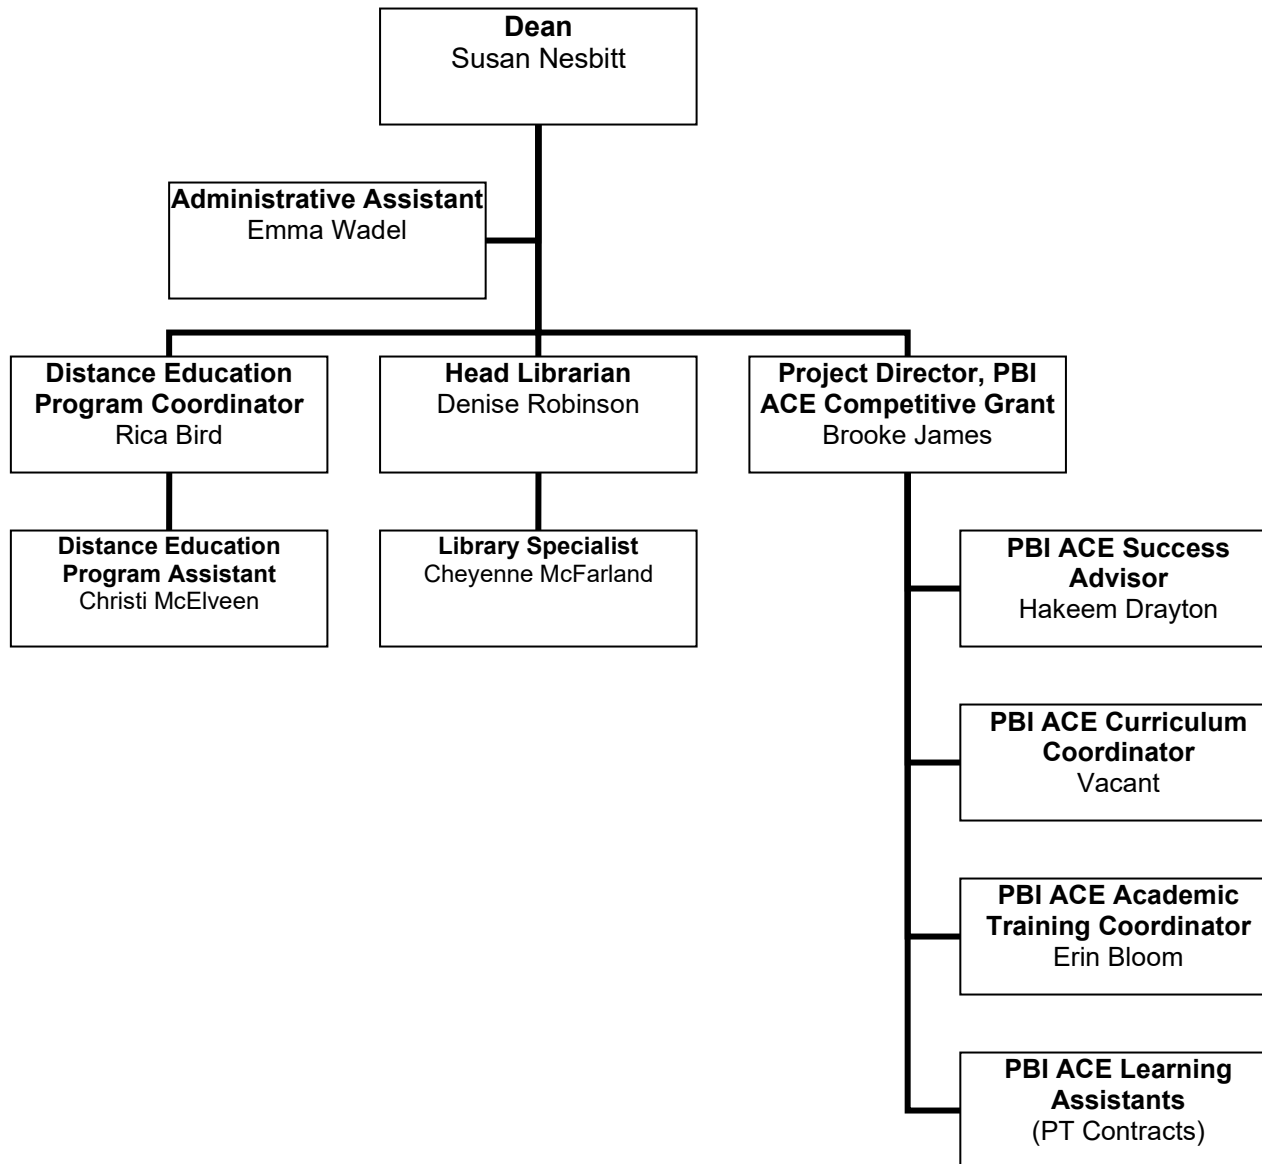 Dean
Susan Nesbitt
Administrative Assistant
Emma Wadel
Distance Education
Program Coordinator
Rica Bird
Head Librarian
Denise Robinson
Project Director, PBI
ACE Competitive Grant
Brooke James
Distance Education
Program Assistant
Christi McElveen
Library Specialist
Cheyenne McFarland
PBI ACE Success
Advisor
Hakeem Drayton
PBI ACE Curriculum
Coordinator
Vacant
PBI ACE Academic
Training Coordinator
Erin Bloom
PBI ACE Learning
Assistants
(PT Contracts)